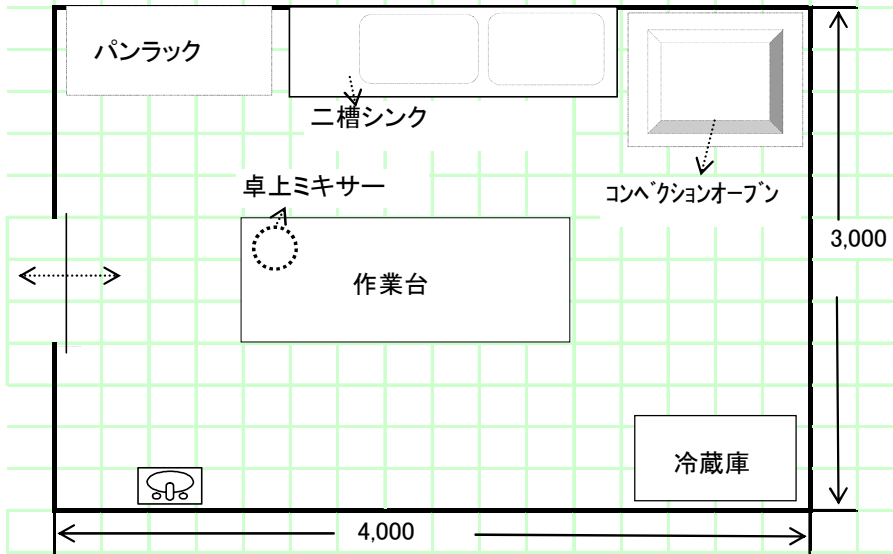 パンラック
二槽シンク
卓上ミキサー
コンベクションオーブン
3,000
作業台
冷蔵庫
4,000